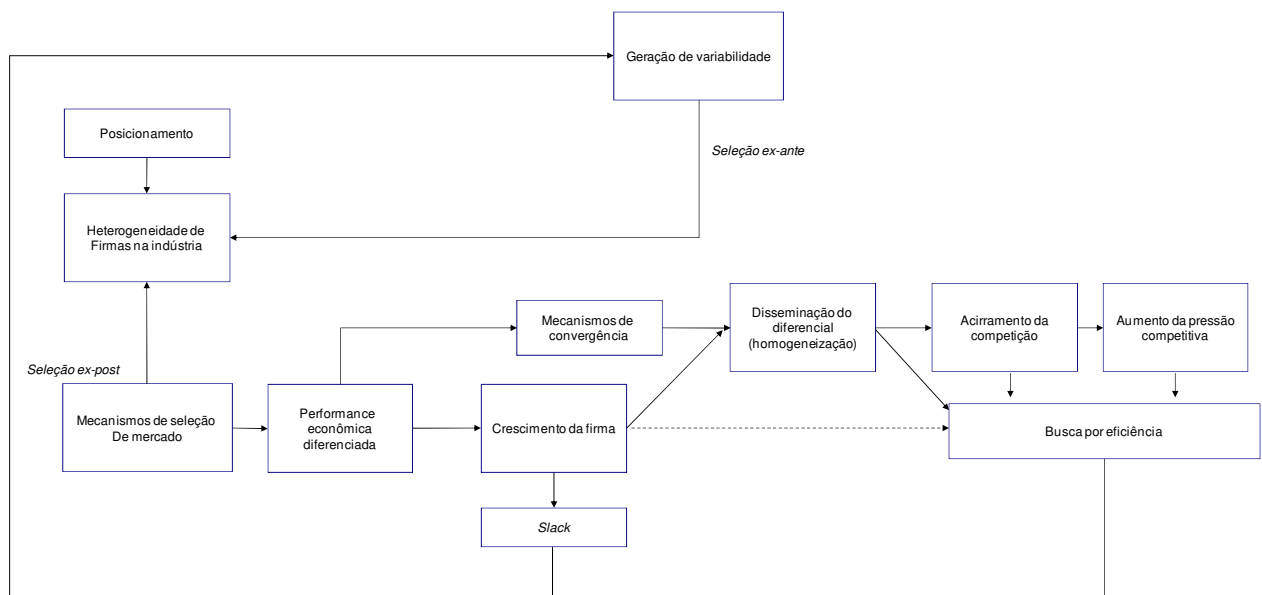 Geração de variabilidade
Posicionamento
Seleção ex-ante
Heterogeneidade de
Firmas na indústria
Mecanismos de
convergência
Disseminação do
diferencial
(homogeneização)
Acirramento da
competição
Aumento da pressão
competitiva
Seleção ex-post
Mecanismos de seleção
De mercado
Performance
econômica
diferenciada
Crescimento da firma
Busca por eficiência
Slack